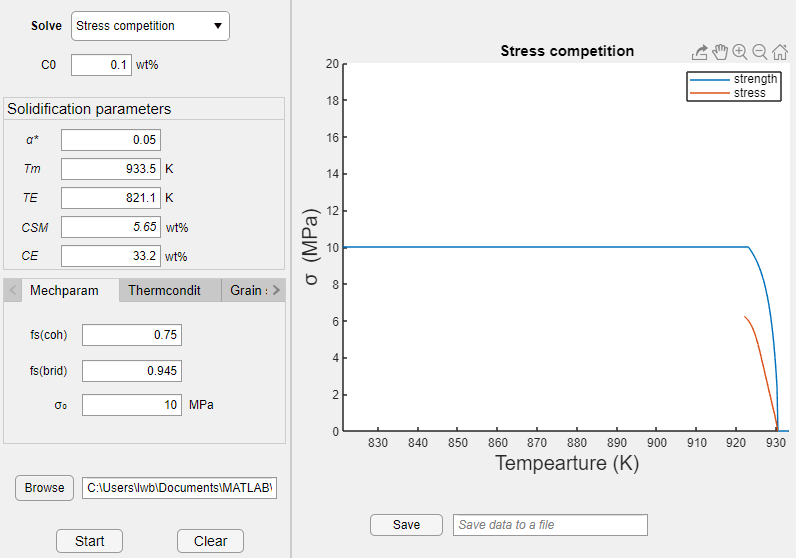 Solve Stress competition
C0 0.1 wt%
Solidification parameters
α* 0.05
Tm 933.5 K
TE 821.1 K
CSM 5.65 wt%
CE 33.2 wt%
< Mechparam Thermcondit Grain s >
fs(coh) 0.75
fs(brid) 0.945
σ₀ 10 MPa
Browse C:\Users\lwb\Documents\MATLAB\
Start Clear
Stress competition
strength
stress
20
18
16
14
12
10
8
6
4
2
0
σ (MPa)
830 840 850 860 870 880 890 900 910 920 930
Tempearture (K)
Save Save data to a file